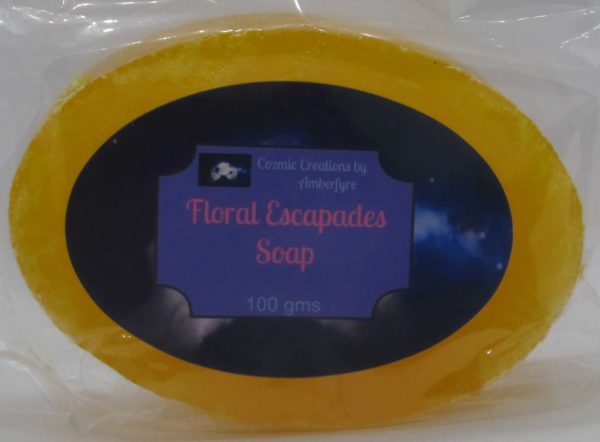 Cozmic Creations by
Amberfyre
Floral Escapades
Soap
100 gms